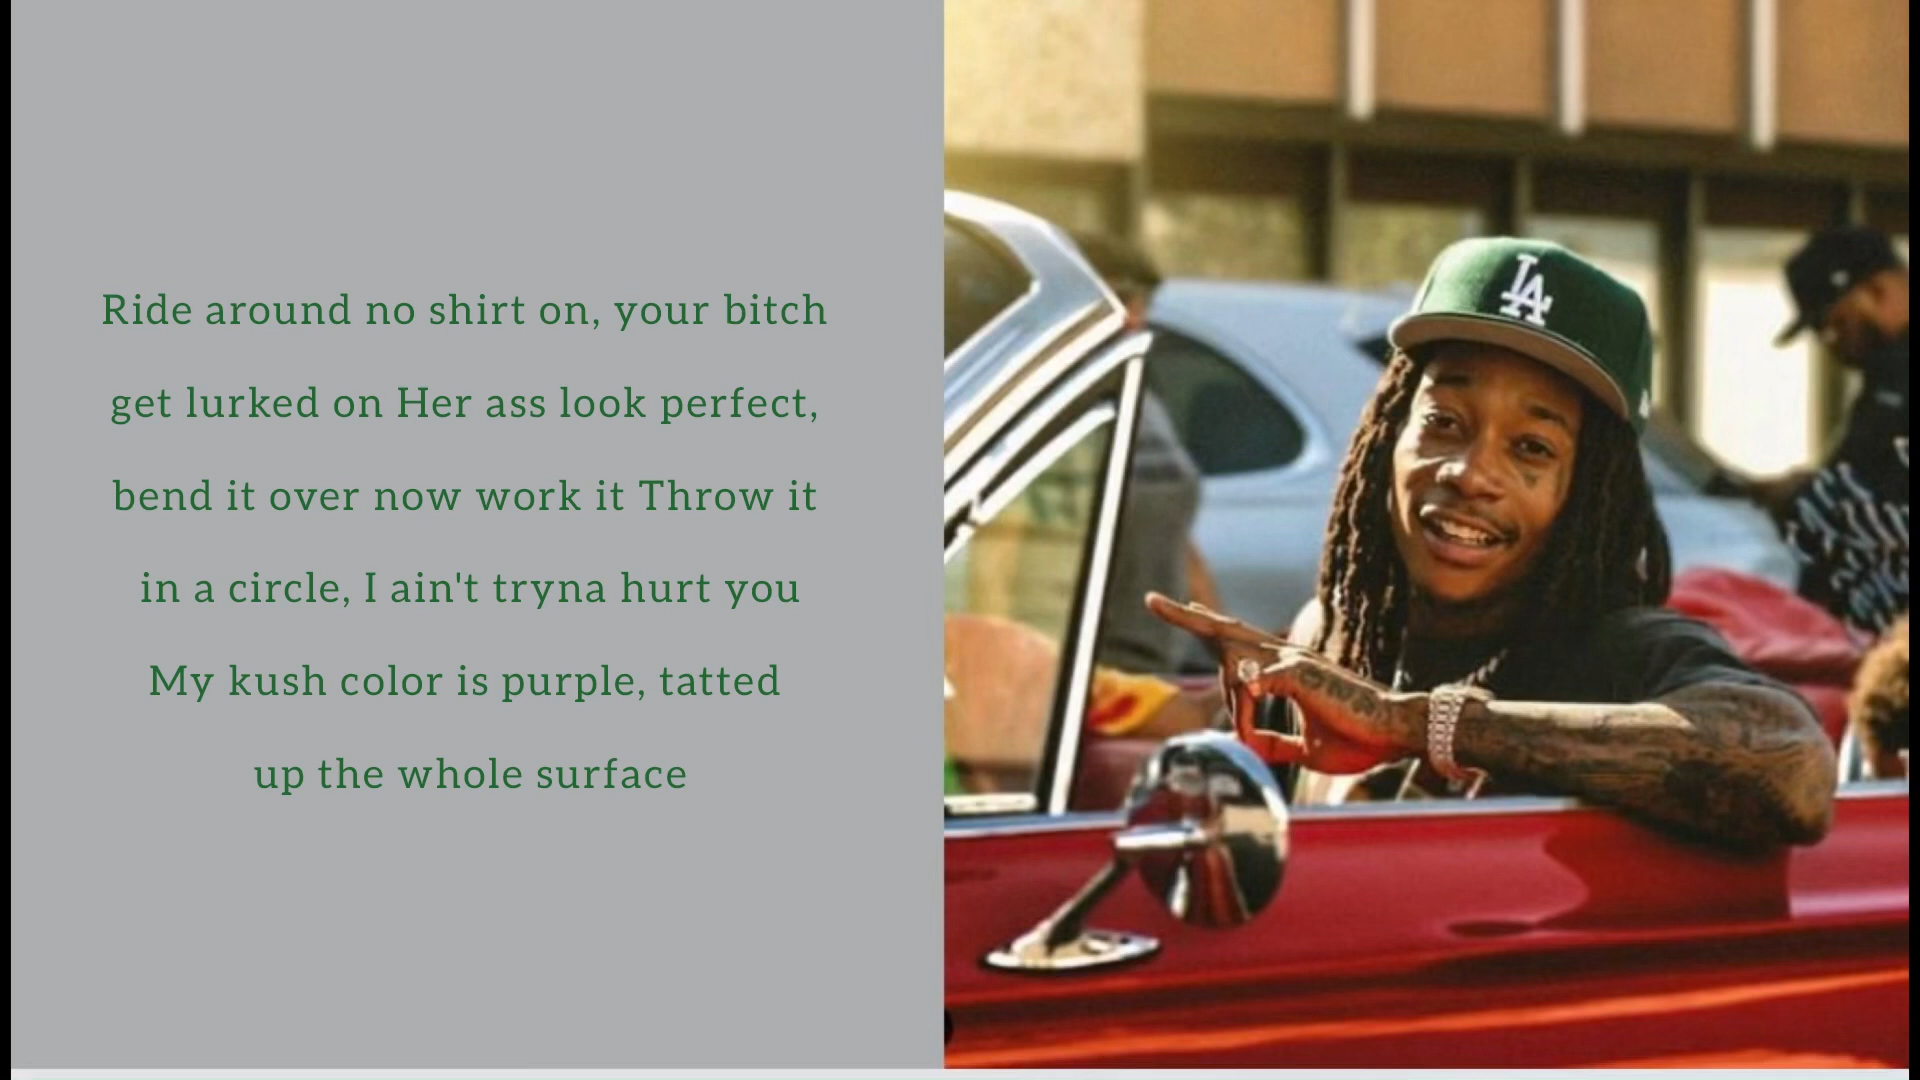 Ride around no shirt on, your bitch
get lurked on Her ass look perfect,
bend it over now work it Throw it
in a circle, I ain't tryna hurt you
My kush color is purple, tatted
up the whole surface
LA